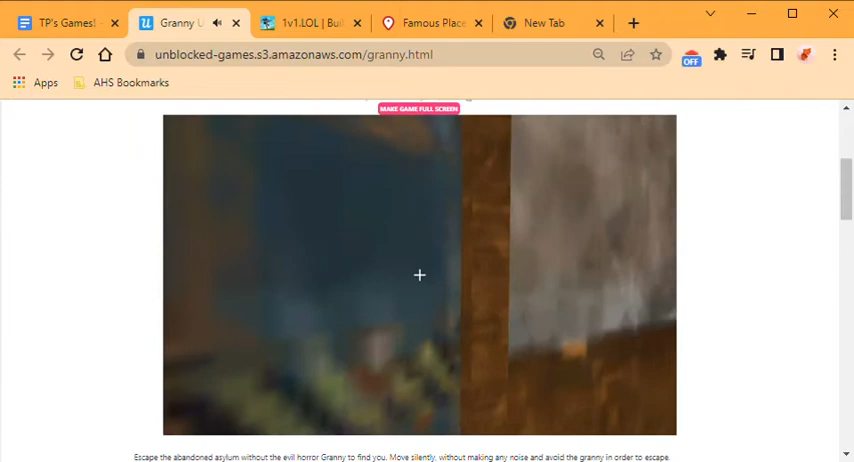 TP's Games! -
Granny U
1v1.LOL | Buil
Famous Place
New Tab
unblocked-games.s3.amazonaws.com/granny.html
OFF
Apps
AHS Bookmarks
MAKE GAME FULL SCREEN
Escape the abandoned asylum without the evil horror Granny to find you. Move silently, without making any noise and avoid the granny in order to escape.